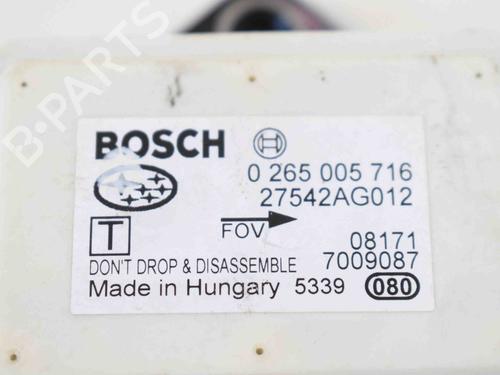 B-PARTS
BOSCH
0 265 005 716
27542AG012
T
FOV
08171
DON'T DROP & DISASSEMBLE 7009087
Made in Hungary 5339 080